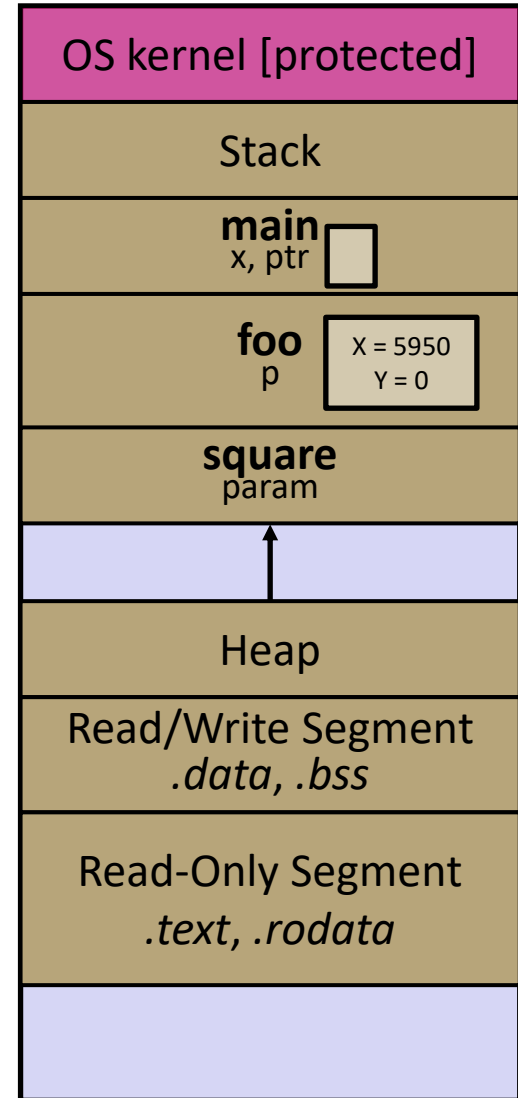 OS kernel [protected]
Stack
main
x, ptr
foo
p
X = 5950
Y = 0
square
param
Heap
Read/Write Segment
.data, .bss
Read-Only Segment
.text, .rodata